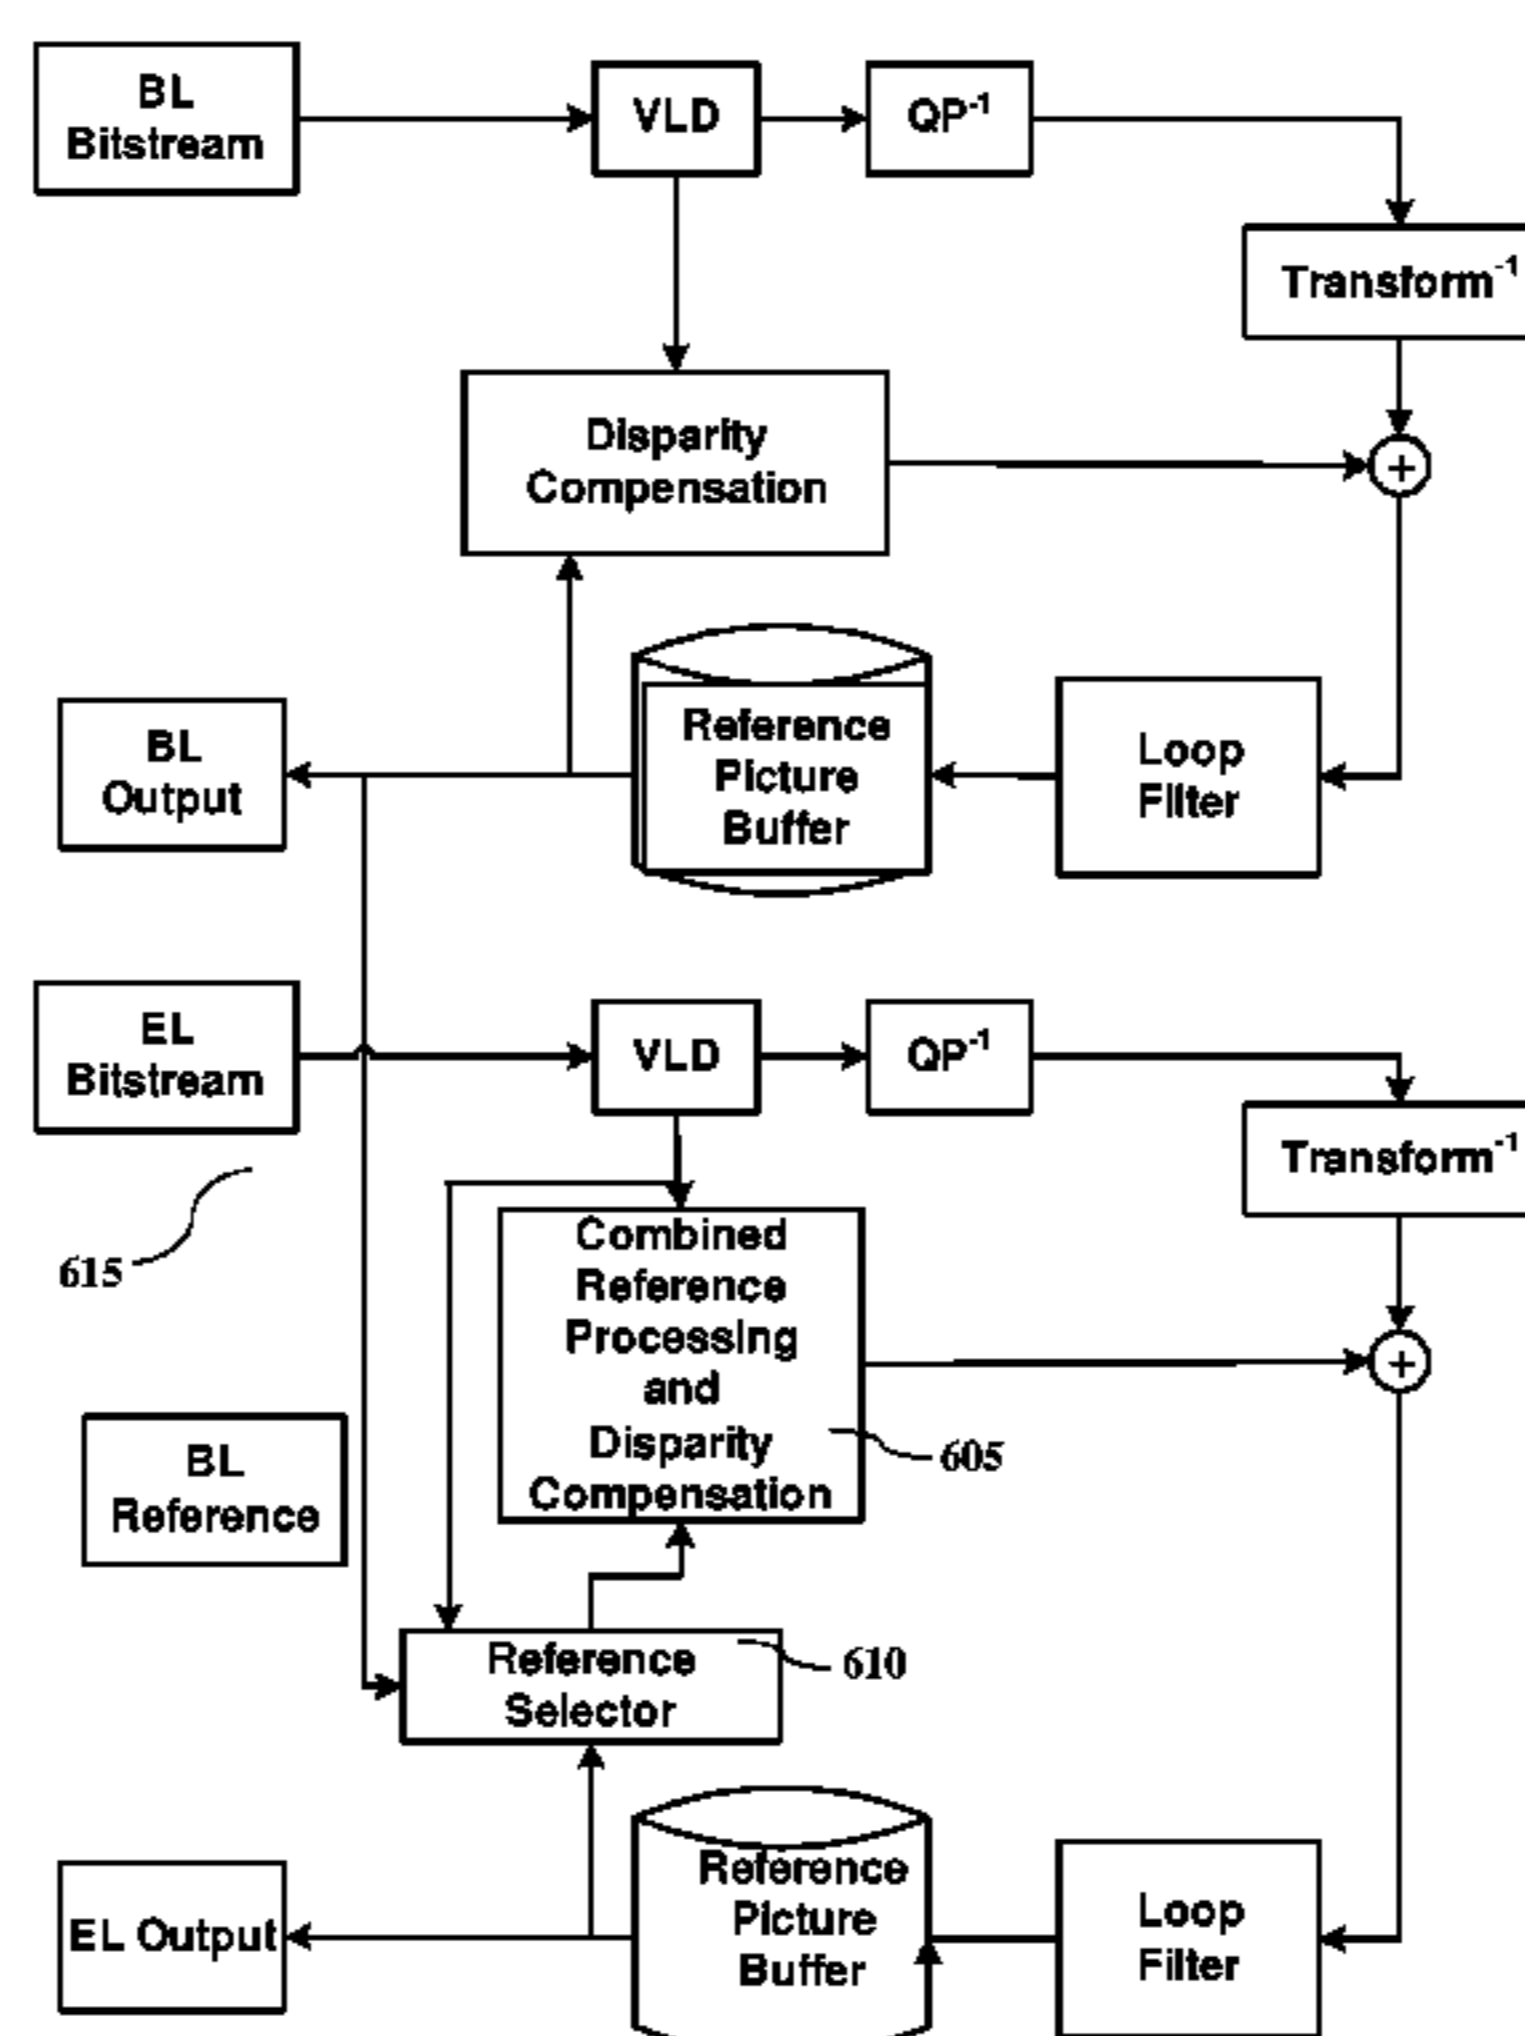 BL
Bitstream
VLD
QP⁻¹
Transform⁻¹
Disparity
Compensation
+
BL
Output
Reference
Picture
Buffer
Loop
Filter
EL
Bitstream
VLD
QP⁻¹
Transform⁻¹
615
Combined
Reference
Processing
and
Disparity
Compensation
+
605
BL
Reference
Reference
Selector
610
EL Output
Reference
Picture
Buffer
Loop
Filter